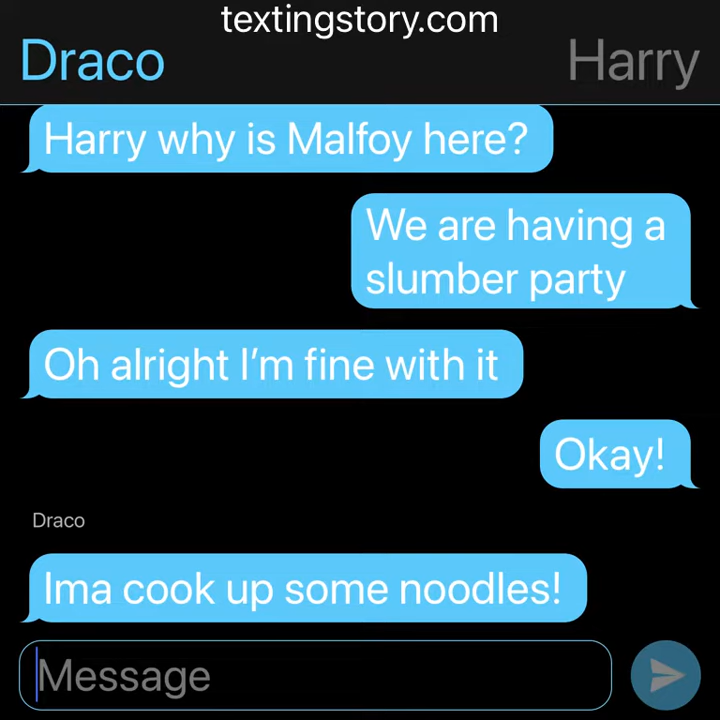 textingstory.com
Draco
Harry
Harry why is Malfoy here?
We are having a
slumber party
Oh alright I’m fine with it
Okay!
Draco
Ima cook up some noodles!
Message